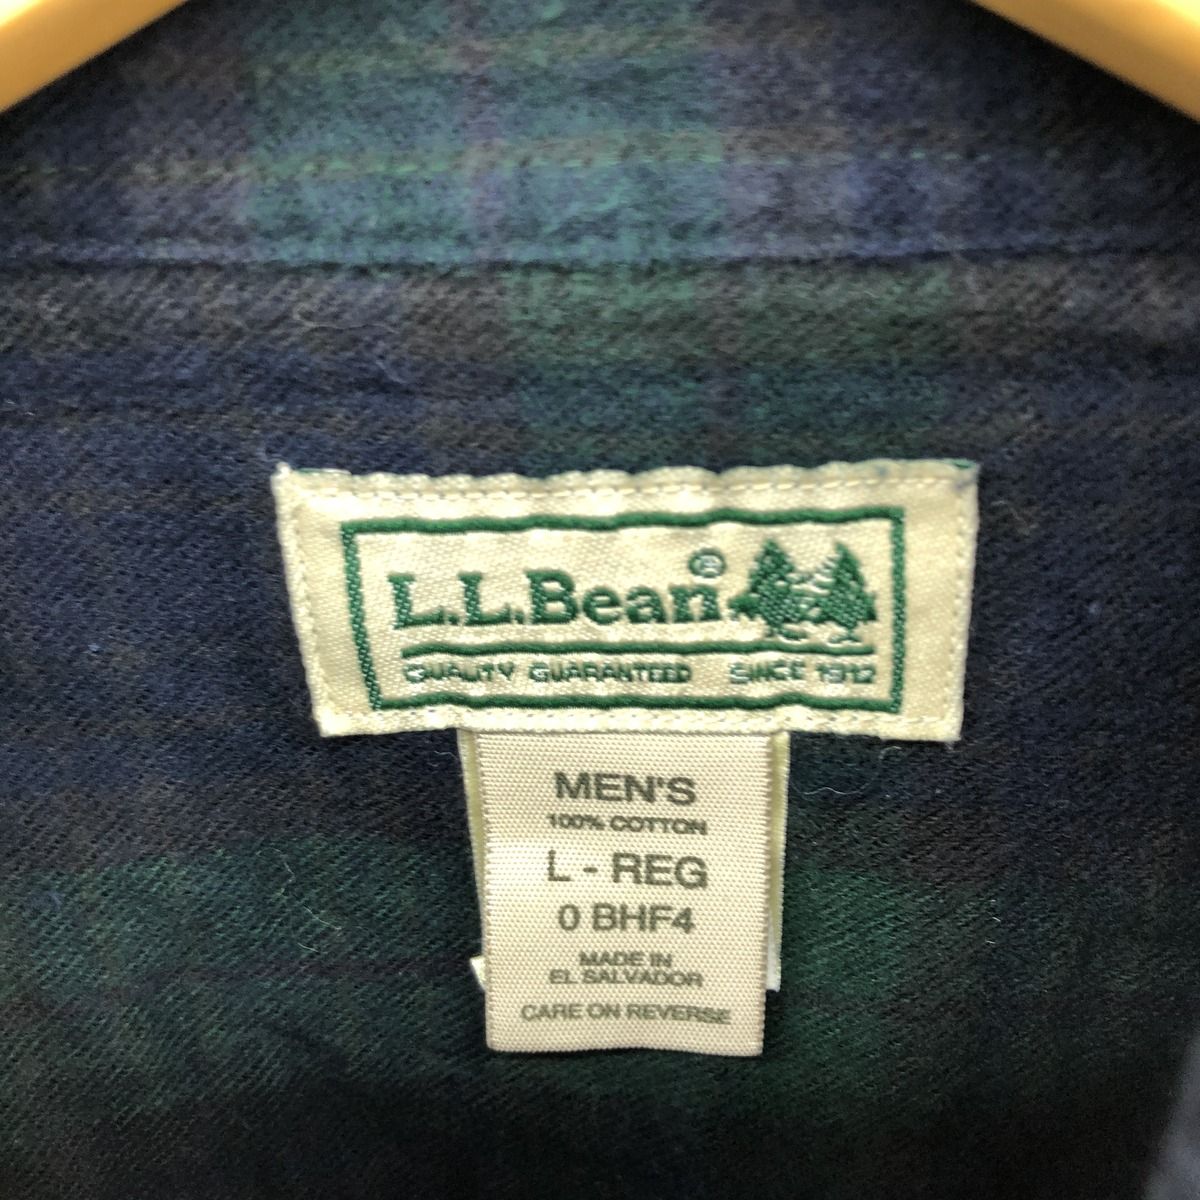 L.L.Bean®
QUALITY GUARANTEED SINCE 1912
MEN'S
100% COTTON
L - REG
0 BHF4
MADE IN
EL SALVADOR
CARE ON REVERSE